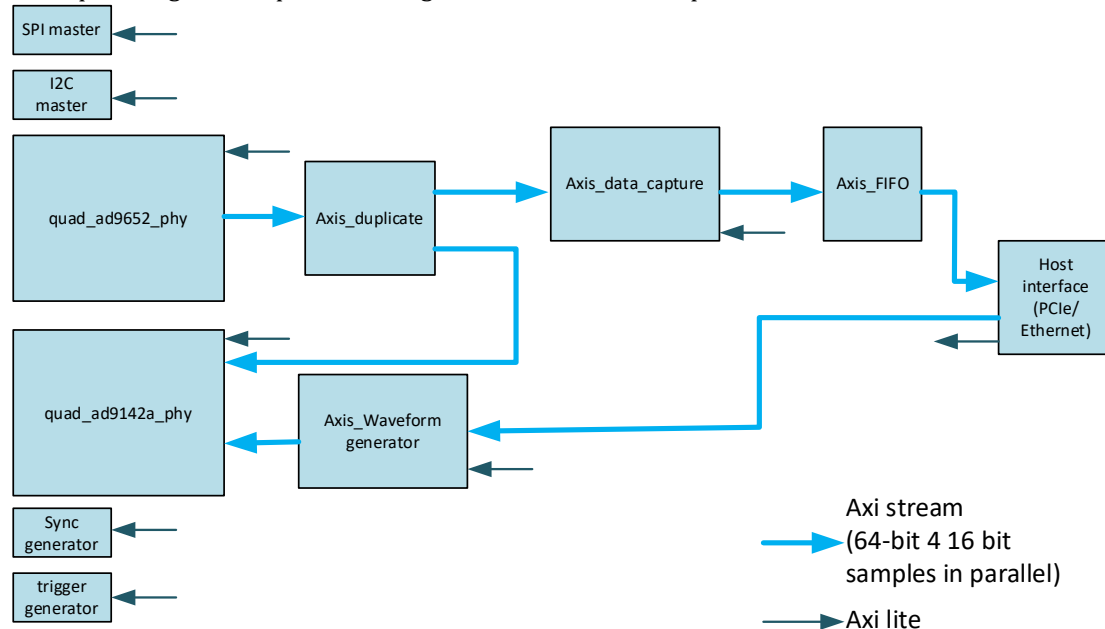 SPI master
I2C
master
quad_ad9652_phy
Axis_duplicate
Axis_data_capture
Axis_FIFO
Host
interface
(PCIe/
Ethernet)
quad_ad9142a_phy
Axis_Waveform
generator
Sync
generator
trigger
generator
Axi stream
(64-bit 4 16 bit
samples in parallel)
Axi lite